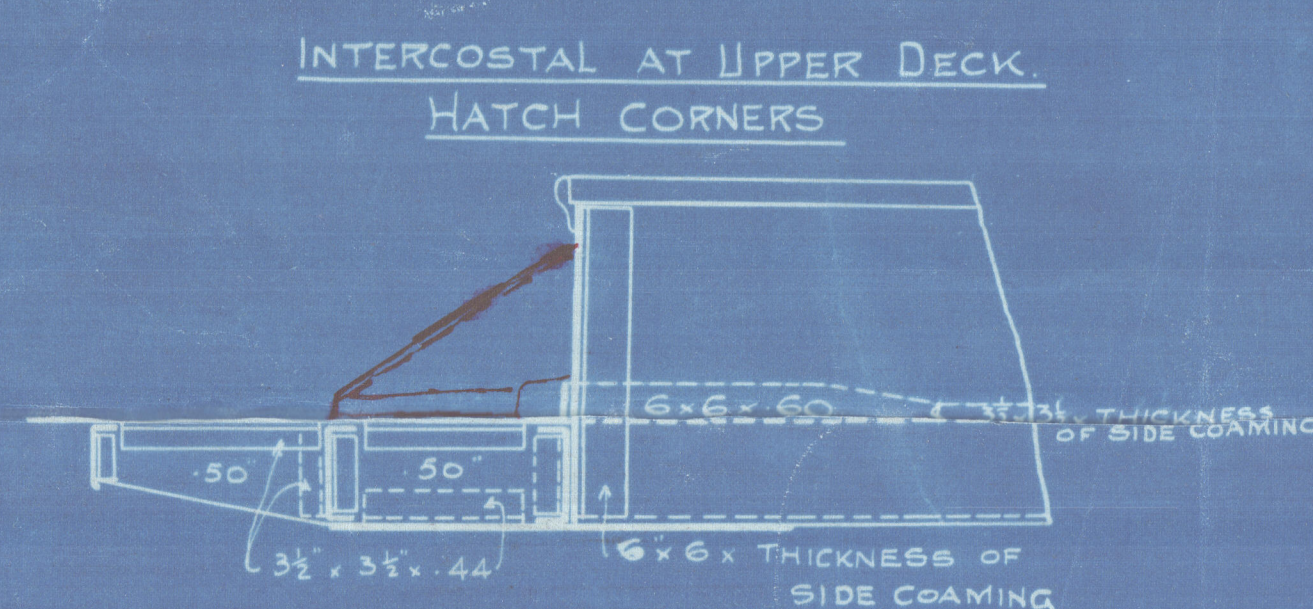 INTERCOSTAL AT UPPER DECK.
HATCH CORNERS
6 x 6 x .60
3½ x 3½ x THICKNESS
OF SIDE COAMING
.50"
.50"
3½" x 3½" x .44
6" x 6 x THICKNESS OF
SIDE COAMING